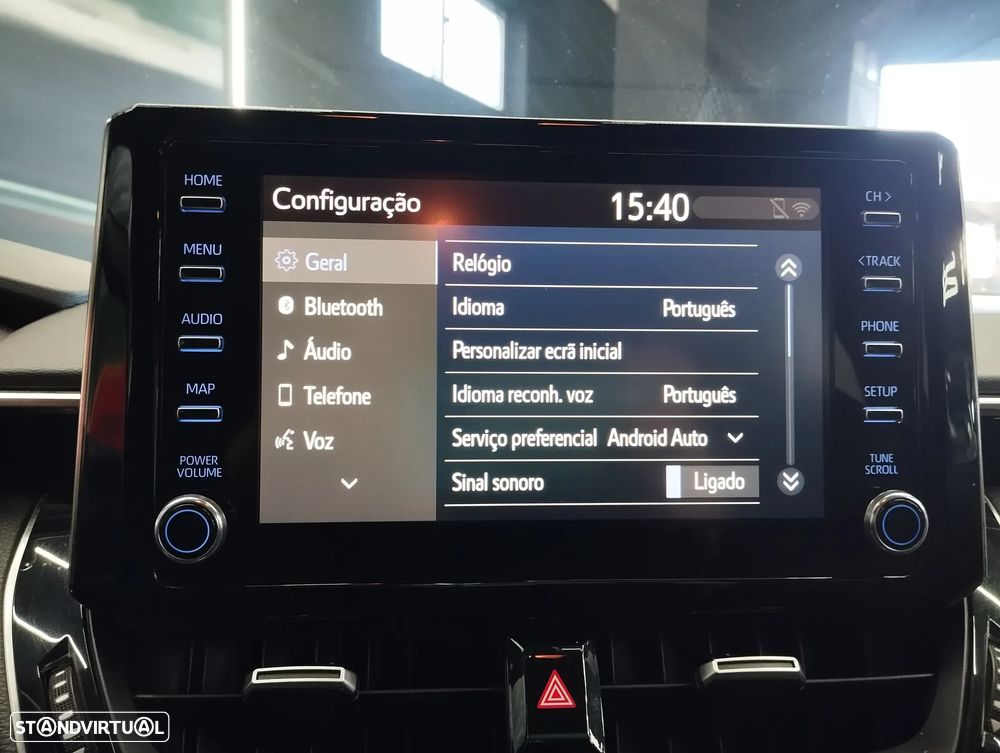 HOME
MENU
AUDIO
MAP
POWER
VOLUME
Configuração 15:40
Geral
Bluetooth
Áudio
Telefone
Voz
Relógio
Idioma Português
Personalizar ecrã inicial
Idioma reconh. voz Português
Serviço preferencial Android Auto
Sinal sonoro Ligado
CH >
< TRACK
PHONE
SETUP
TUNE
SCROLL
STANDVIRTUAL